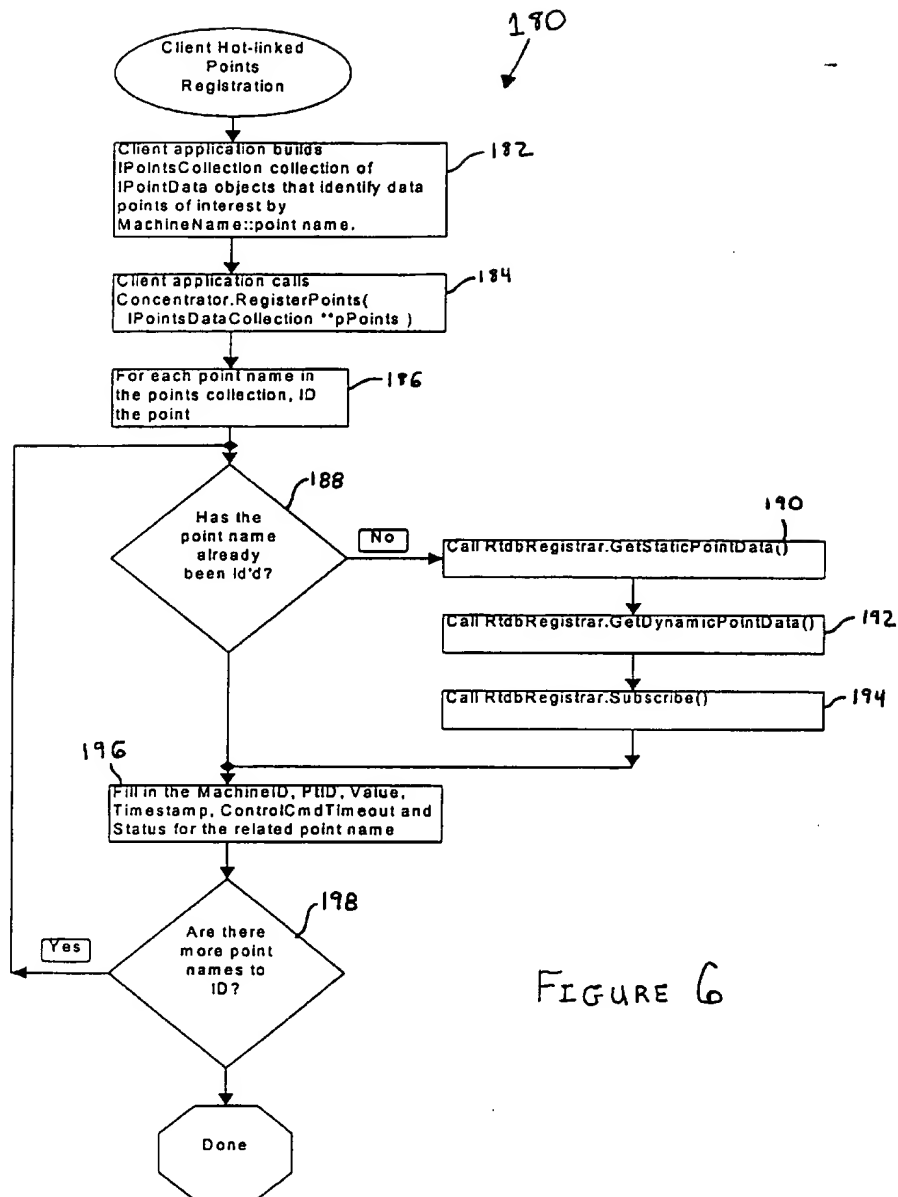 180
Client Hot-linked
Points
Registration
Client application builds
IPointsCollection collection of
IPointData objects that identify data
points of interest by
MachineName::point name.
182
Client application calls
Concentrator.RegisterPoints(
IPointsDataCollection **pPoints )
184
For each point name in
the points collection, ID
the point
186
188
Has the
point name
already
been id'd?
No
190
Call RtdbRegistrar.GetStaticPointData()
Call RtdbRegistrar.GetDynamicPointData()
192
Call RtdbRegistrar.Subscribe()
194
196
Fill in the MachineID, PtID, Value,
Timestamp, ControlCmdTimeout and
Status for the related point name
198
Are there
more point
names to
ID?
Yes
FIGURE 6
Done